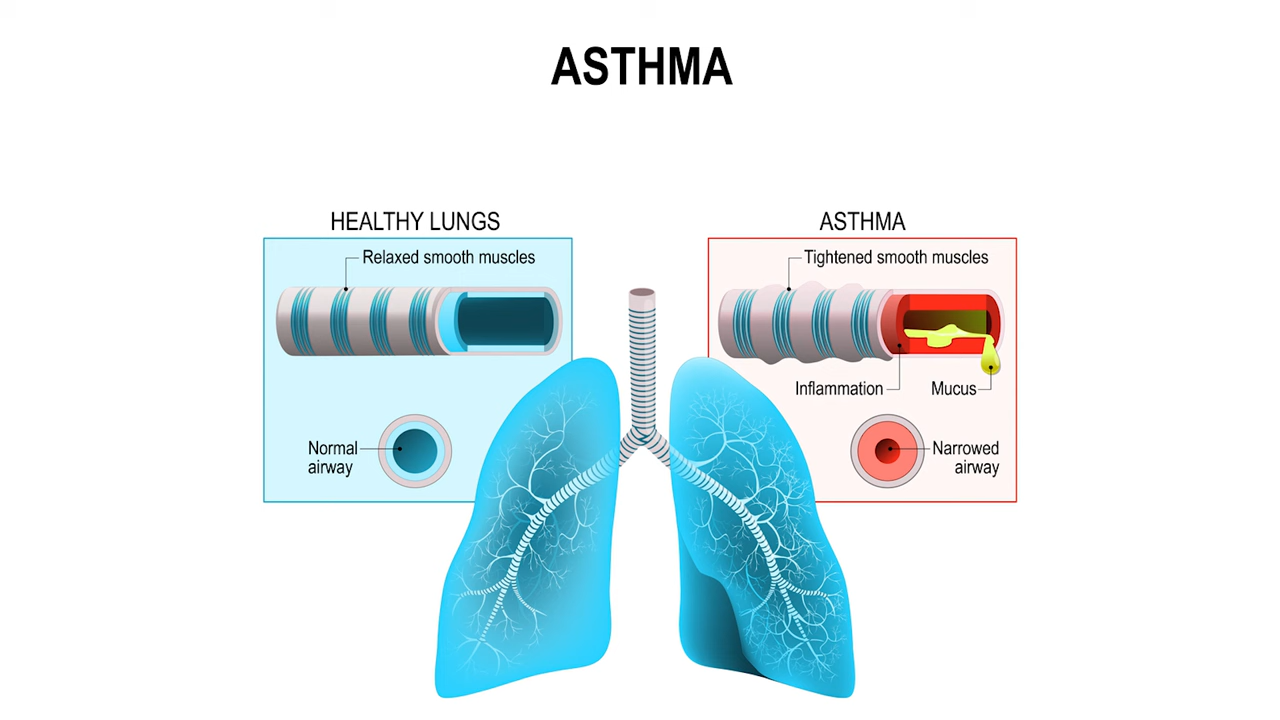 ASTHMA
HEALTHY LUNGS
Relaxed smooth muscles
Normal
airway
ASTHMA
Tightened smooth muscles
Inflammation
Mucus
Narrowed
airway